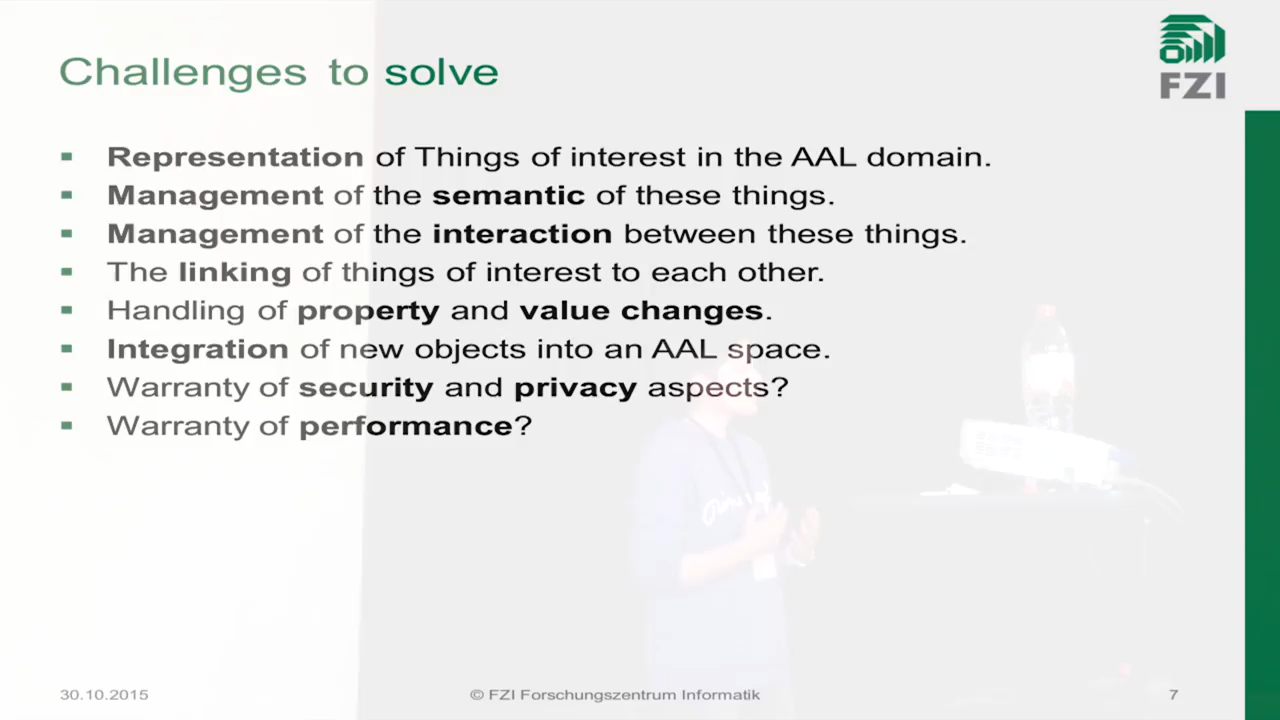 Challenges to solve
FZI
▪ Representation of Things of interest in the AAL domain.
▪ Management of the semantic of these things.
▪ Management of the interaction between these things.
▪ The linking of things of interest to each other.
▪ Handling of property and value changes.
▪ Integration of new objects into an AAL space.
▪ Warranty of security and privacy aspects?
▪ Warranty of performance?
30.10.2015
© FZI Forschungszentrum Informatik
7